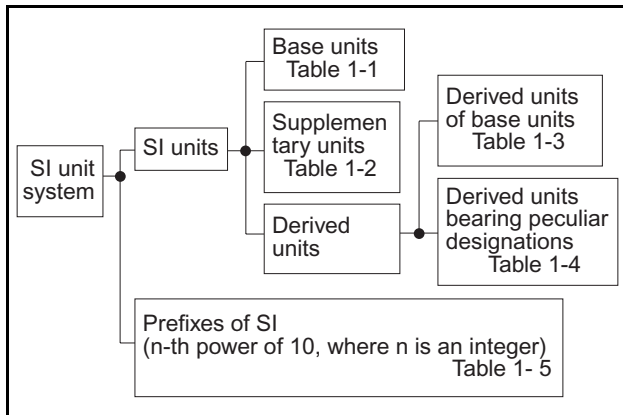 SI unit
system
SI units
Base units
Table 1-1
Supplemen
tary units
Table 1-2
Derived
units
Derived units
of base units
Table 1-3
Derived units
bearing peculiar
designations
Table 1-4
Prefixes of SI
(n-th power of 10, where n is an integer)
Table 1- 5